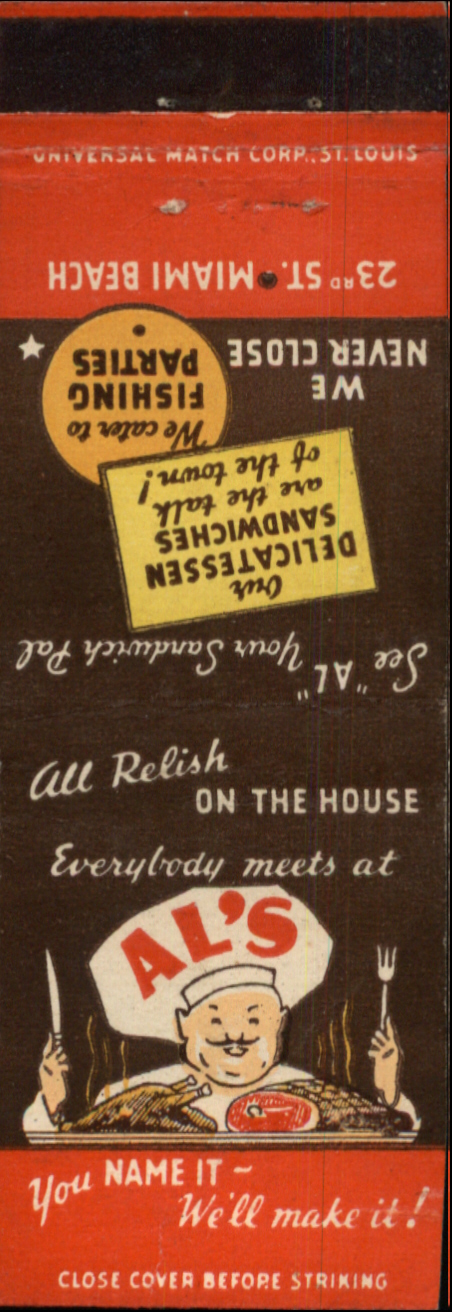 UNIVERSAL MATCH CORP., ST. LOUIS
23RD ST. MIAMI BEACH
WE
NEVER CLOSE
We cater to
FISHING
PARTIES
Our
DELICATESSEN
SANDWICHES
are the talk
of the town!
See "AL" Your Sandwich Pal
All Relish
ON THE HOUSE
Everybody meets at
AL'S
You NAME IT ~
We'll make it!
CLOSE COVER BEFORE STRIKING